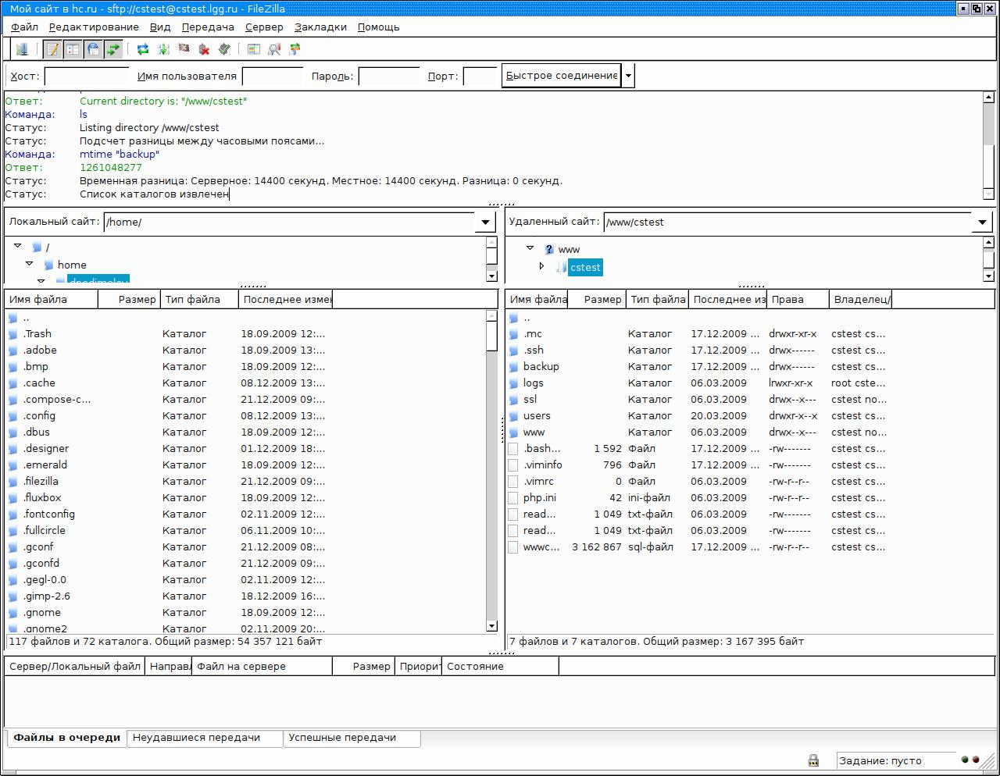 Мой сайт в hc.ru - sftp://cstest@cstest.lgg.ru - FileZilla
Файл Редактирование Вид Передача Сервер Закладки Помощь
Хост: Имя пользователя Пароль: Порт: Быстрое соединение
Ответ: Current directory is: "/www/cstest"
Команда: ls
Статус: Listing directory /www/cstest
Статус: Подсчет разницы между часовыми поясами...
Команда: mtime "backup"
Ответ: 1261048277
Статус: Временная разница: Серверное: 14400 секунд. Местное: 14400 секунд. Разница: 0 секунд.
Статус: Список каталогов извлечен
Локальный сайт: /home/
/
home
Имя файла Размер Тип файла Последнее измен
..
.Trash Каталог 18.09.2009 12:...
.adobe Каталог 18.09.2009 13:...
.bmp Каталог 18.09.2009 12:...
.cache Каталог 08.12.2009 13:...
.compose-c... Каталог 21.12.2009 09:...
.config Каталог 08.12.2009 13:...
.dbus Каталог 18.09.2009 12:...
.designer Каталог 01.12.2009 18:...
.emerald Каталог 18.09.2009 12:...
.filezilla Каталог 21.12.2009 09:...
.fluxbox Каталог 18.09.2009 12:...
.fontconfig Каталог 02.11.2009 12:...
.fullcircle Каталог 06.11.2009 10:...
.gconf Каталог 21.12.2009 08:...
.gconfd Каталог 21.12.2009 09:...
.gegl-0.0 Каталог 02.11.2009 12:...
.gimp-2.6 Каталог 18.12.2009 16:...
.gnome Каталог 18.09.2009 12:...
.gnome2 Каталог 02.11.2009 20:...
117 файлов и 72 каталога. Общий размер: 54 357 121 байт
Удаленный сайт: /www/cstest
www
cstest
Имя файла Размер Тип файла Последнее из Права Владелец/
..
.mc Каталог 17.12.2009 ... drwxr-xr-x cstest cs...
.ssh Каталог 17.12.2009 ... drwx------ cstest cs...
backup Каталог 17.12.2009 ... drwx------ cstest cs...
logs Каталог 06.03.2009 lrwxr-xr-x root cste...
ssl Каталог 06.03.2009 drwx--x--- cstest no...
users Каталог 20.03.2009 drwxr-x--x cstest cs...
www Каталог 06.03.2009 drwx--x--- cstest no...
.bash... 1 592 Файл 17.12.2009 ... -rw------- cstest cs...
.viminfo 796 Файл 17.12.2009 ... -rw------- cstest cs...
.vimrc 0 Файл 06.03.2009 -rw-r--r-- cstest cs...
php.ini 42 ini-файл 06.03.2009 -rw-r--r-- cstest cs...
read... 1 049 txt-файл 06.03.2009 -rw------- cstest cs...
read... 1 049 txt-файл 06.03.2009 -rw------- cstest cs...
wwwc... 3 162 867 sql-файл 17.12.2009 ... -rw-r--r-- cstest cs...
7 файлов и 7 каталогов. Общий размер: 3 167 395 байт
Сервер/Локальный файл Направл Файл на сервере Размер Приорит Состояние
Файлы в очереди Неудавшиеся передачи Успешные передачи
Задание: пусто